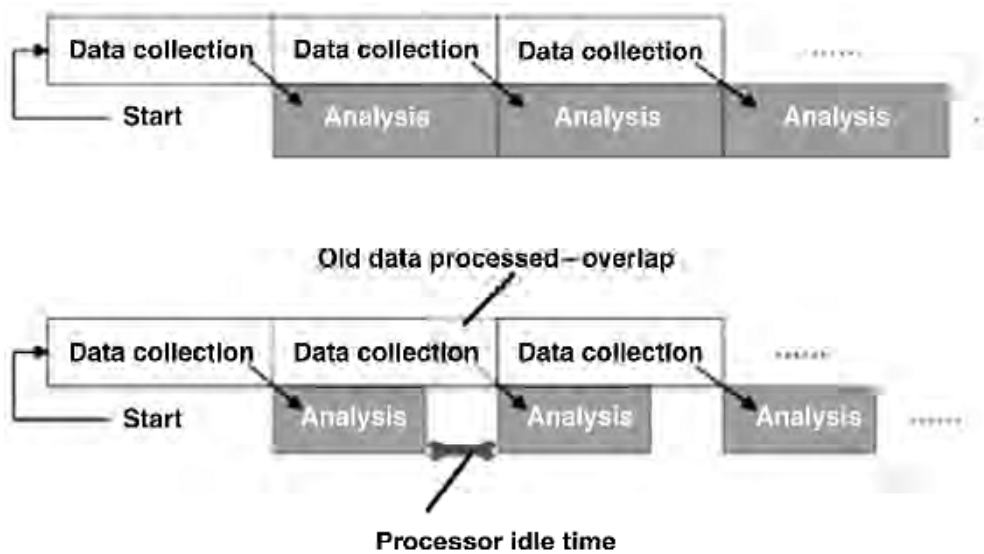 Data collection Data collection Data collection ......
Start Analysis Analysis Analysis
Old data processed–overlap
Data collection Data collection Data collection ......
Start Analysis Analysis Analysis ......
Processor idle time